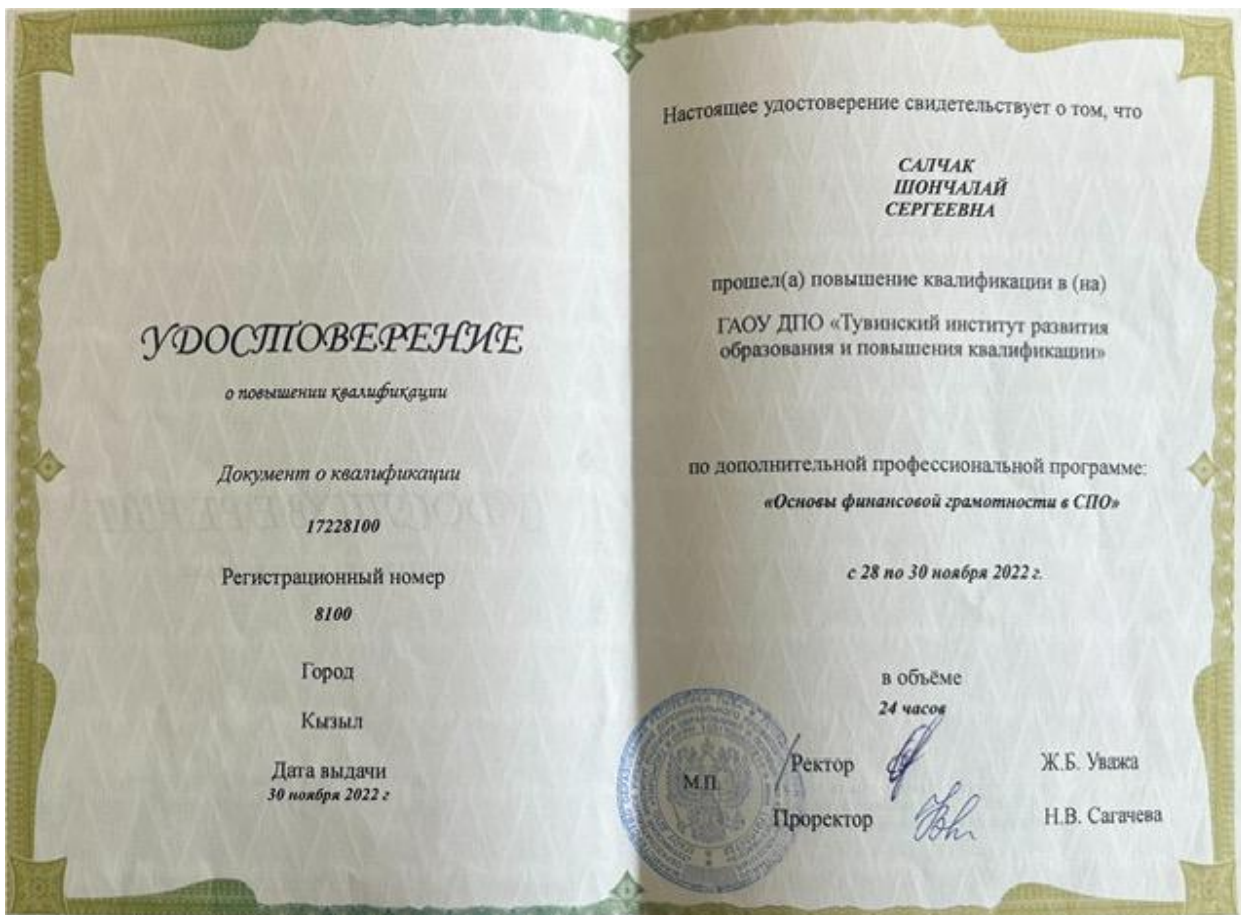 УДОСТОВЕРЕНИЕ
о повышении квалификации
Документ о квалификации
17228100
Регистрационный номер
8100
Город
Кызыл
Дата выдачи
30 ноября 2022 г
Настоящее удостоверение свидетельствует о том, что
САЛЧАК
ШОНЧАЛАЙ
СЕРГЕЕВНА
прошел(а) повышение квалификации в (на)
ГАОУ ДПО «Тувинский институт развития
образования и повышения квалификации»
по дополнительной профессиональной программе:
«Основы финансовой грамотности в СПО»
с 28 по 30 ноября 2022 г.
в объёме
24 часов
М.П.
Ректор Ж.Б. Уважа
Проректор Н.В. Сагачева